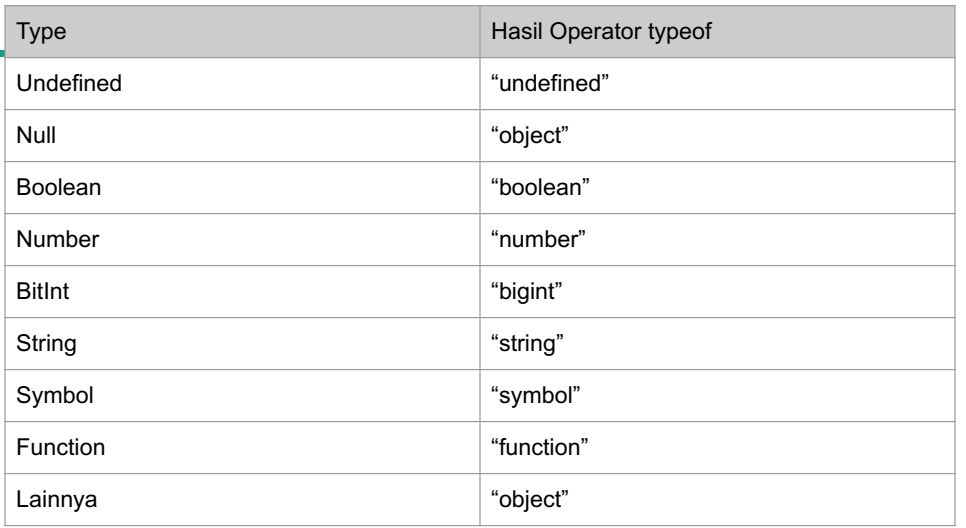 Type Hasil Operator typeof
Undefined “undefined”
Null “object”
Boolean “boolean”
Number “number”
BitInt “bigint”
String “string”
Symbol “symbol”
Function “function”
Lainnya “object”